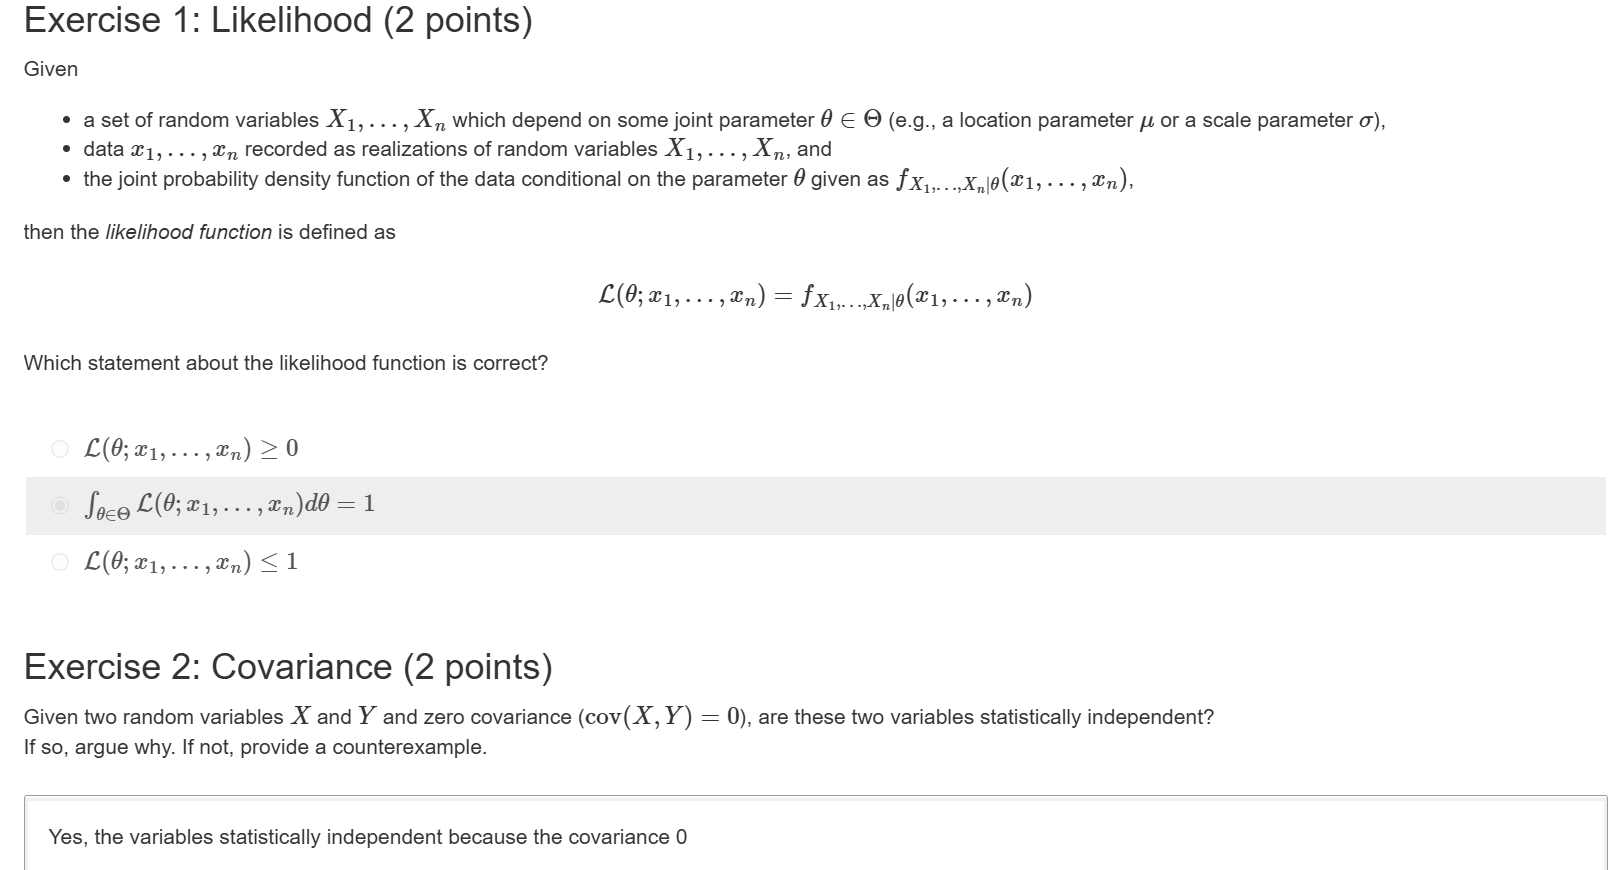 Exercise 1: Likelihood (2 points)
Given
• a set of random variables X₁, . . . , Xₙ which depend on some joint parameter θ ∈ Θ (e.g., a location parameter μ or a scale parameter σ),
• data x₁, . . . , xₙ recorded as realizations of random variables X₁, . . . , Xₙ, and
• the joint probability density function of the data conditional on the parameter θ given as f_{X₁,...,Xₙ|θ}(x₁, . . . , xₙ),
then the likelihood function is defined as
ℒ(θ; x₁, . . . , xₙ) = f_{X₁,...,Xₙ|θ}(x₁, . . . , xₙ)
Which statement about the likelihood function is correct?
ℒ(θ; x₁, . . . , xₙ) ≥ 0
∫_{θ∈Θ} ℒ(θ; x₁, . . . , xₙ)dθ = 1
ℒ(θ; x₁, . . . , xₙ) ≤ 1
Exercise 2: Covariance (2 points)
Given two random variables X and Y and zero covariance (cov(X, Y) = 0), are these two variables statistically independent?
If so, argue why. If not, provide a counterexample.
Yes, the variables statistically independent because the covariance 0